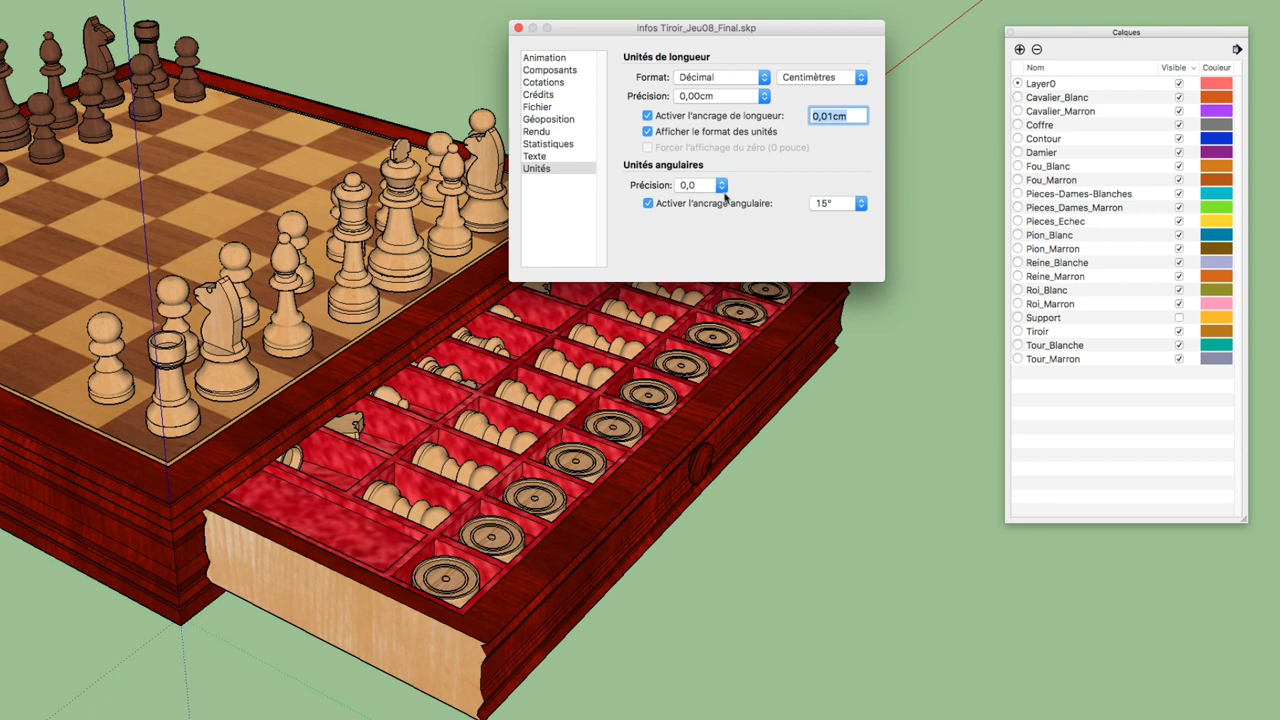 Infos Tiroir_Jeu08_Final.skp
Animation
Composants
Cotations
Crédits
Fichier
Géoposition
Rendu
Statistiques
Texte
Unités
Unités de longueur
Format: Décimal Centimètres
Précision: 0,00cm
Activer l'ancrage de longueur: 0,01cm
Afficher le format des unités
Forcer l'affichage du zéro (0 pouce)
Unités angulaires
Précision: 0,0
Activer l'ancrage angulaire: 15°
Calques
Nom Visible Couleur
Layer0
Cavalier_Blanc
Cavalier_Marron
Coffre
Contour
Damier
Fou_Blanc
Fou_Marron
Pieces-Dames-Blanches
Pieces_Dames_Marron
Pieces_Echec
Pion_Blanc
Pion_Marron
Reine_Blanche
Reine_Marron
Roi_Blanc
Roi_Marron
Support
Tiroir
Tour_Blanche
Tour_Marron